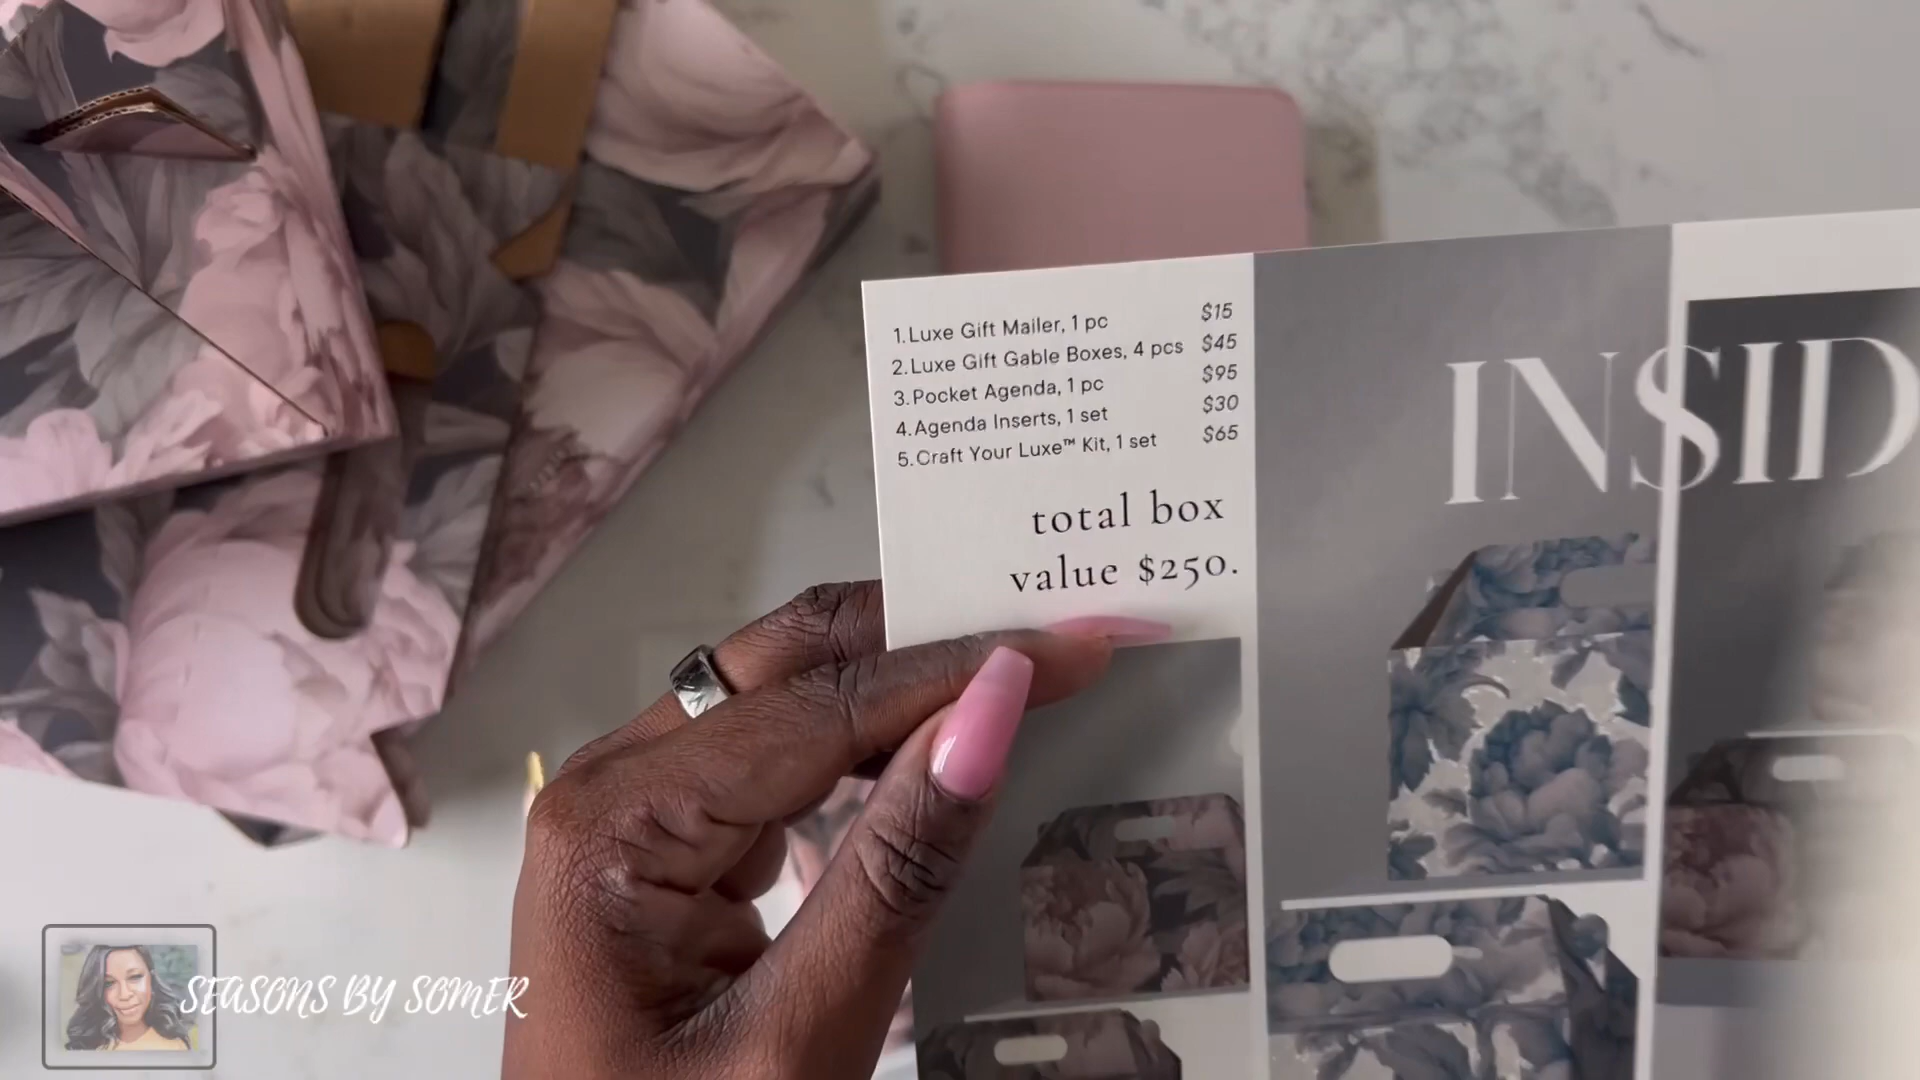 1. Luxe Gift Mailer, 1 pc $15
2. Luxe Gift Gable Boxes, 4 pcs $45
3. Pocket Agenda, 1 pc $95
4. Agenda Inserts, 1 set $30
5. Craft Your Luxe™ Kit, 1 set $65
total box
value $250.
INSID
SEASONS BY SOMER